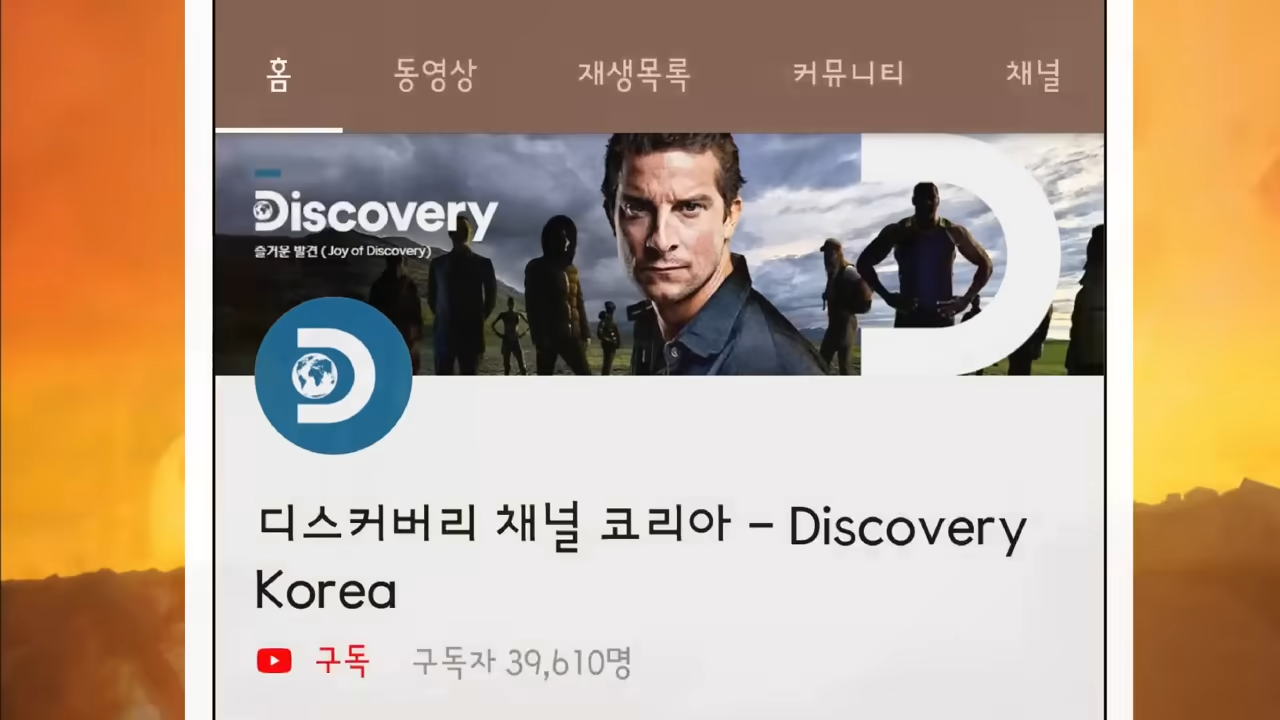 홈 동영상 재생목록 커뮤니티 채널
Discovery
즐거운 발견 (Joy of Discovery)
디스커버리 채널 코리아 - Discovery
Korea
구독 구독자 39,610명